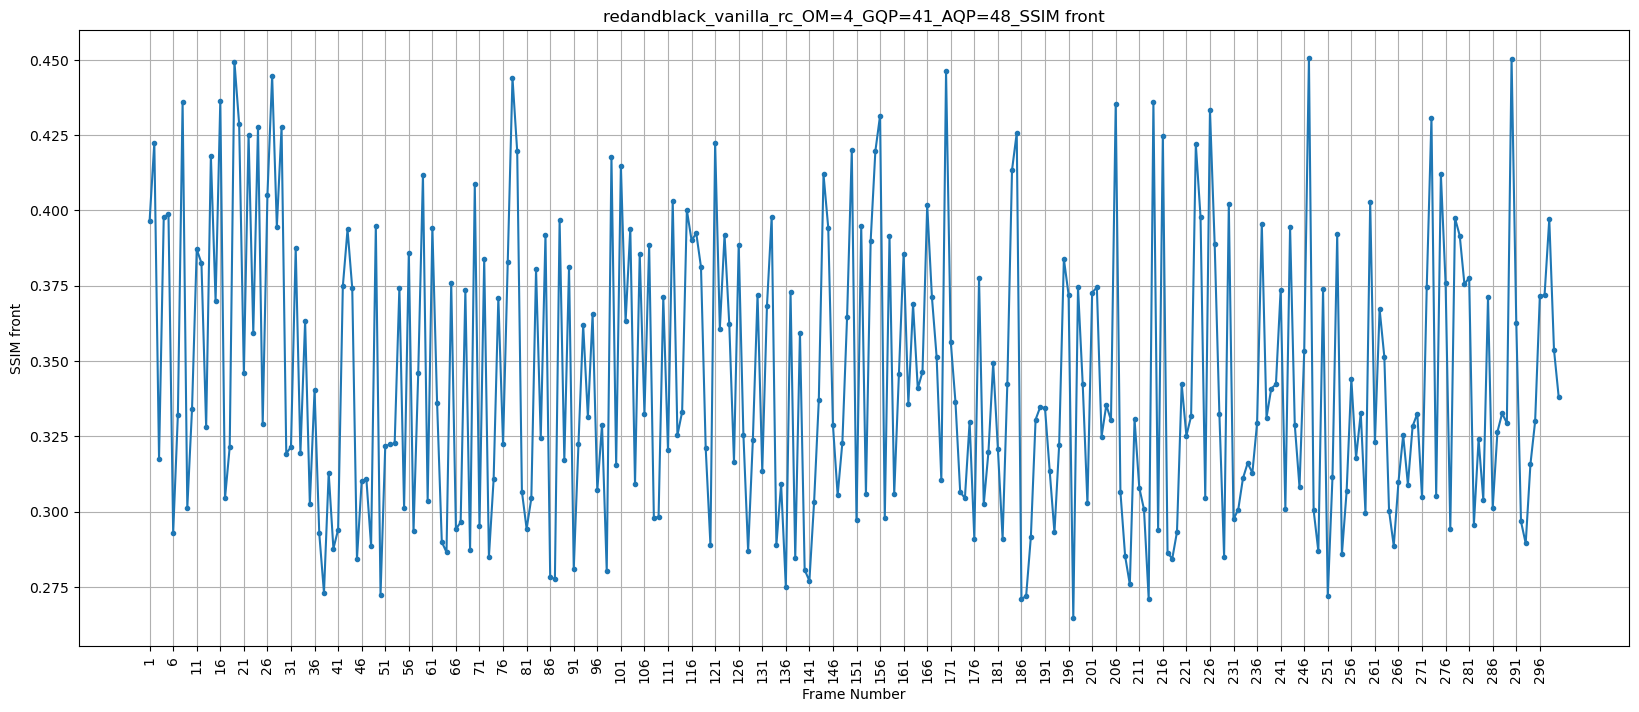 redandblack_vanilla_rc_OM=4_GQP=41_AQP=48_SSIM front
0.450
0.425
0.400
0.375
0.350
0.325
0.300
0.275
SSIM front
1 6 11 16 21 26 31 36 41 46 51 56 61 66 71 76 81 86 91 96 101 106 111 116 121 126 131 136 141 146 151 156 161 166 171 176 181 186 191 196 201 206 211 216 221 226 231 236 241 246 251 256 261 266 271 276 281 286 291 296
Frame Number